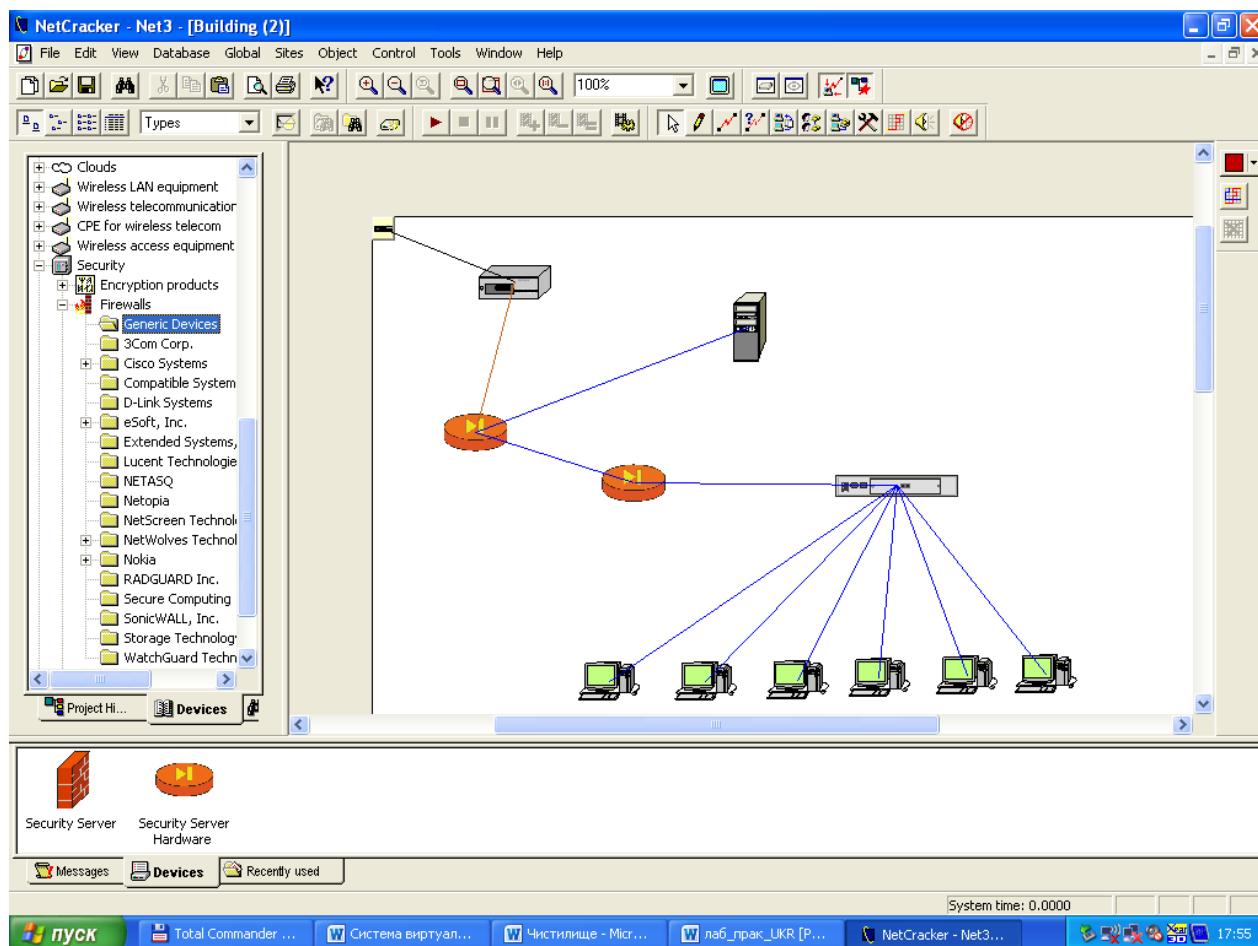 NetCracker - Net3 - [Building (2)]
File Edit View Database Global Sites Object Control Tools Window Help
100%
Types
Clouds
Wireless LAN equipment
Wireless telecommunication
CPE for wireless telecom
Wireless access equipment
Security
Encryption products
Firewalls
Generic Devices
3Com Corp.
Cisco Systems
Compatible System
D-Link Systems
eSoft, Inc.
Extended Systems,
Lucent Technologie
NETASQ
Netopia
NetScreen Technol
NetWolves Technol
Nokia
RADGUARD Inc.
Secure Computing
SonicWALL, Inc.
Storage Technology
WatchGuard Techn
Project Hi... Devices
Security Server
Security Server
Hardware
Messages Devices Recently used
System time: 0.0000
пуск Total Commander ... Система виртуал... Чистилище - Micr... лаб_прак_UKR [Р... NetCracker - Net3... 17:55